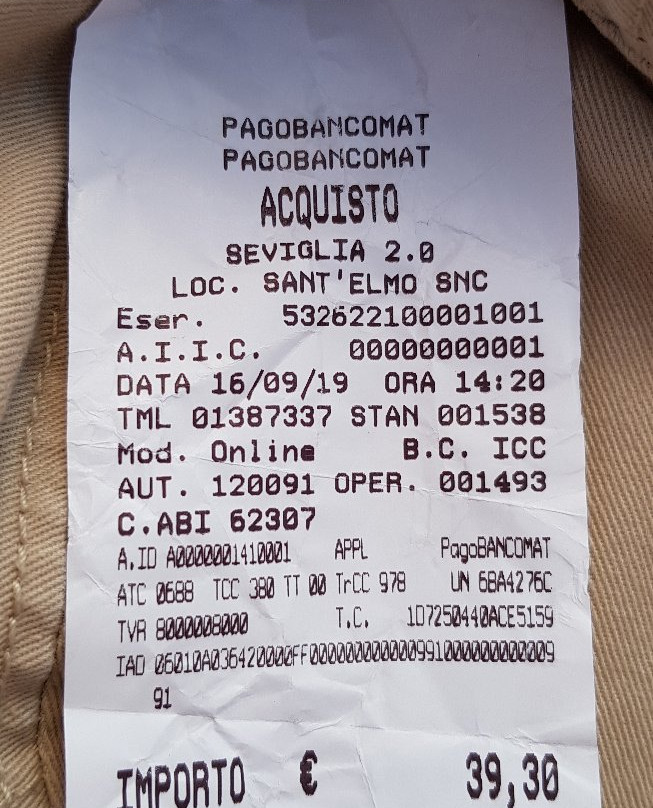 PAGOBANCOMAT
PAGOBANCOMAT
ACQUISTO
SEVIGLIA 2.0
LOC. SANT'ELMO SNC
Eser. 532622100001001
A.I.I.C. 00000000001
DATA 16/09/19 ORA 14:20
TML 01387337 STAN 001538
Mod. Online B.C. ICC
AUT. 120091 OPER. 001493
C.ABI 62307
A.ID A0000001410001 APPL PagoBANCOMAT
ATC 0688 TCC 380 TT 00 TrCC 978 UN 6BA4276C
TVR 8000008000 T.C. 1D7250440ACE5159
IAD 06010A036420000FF000000000000991000000000009
91
IMPORTO € 39,30